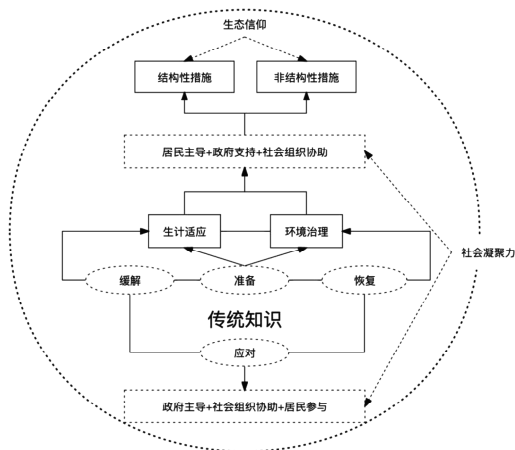 生态信仰
结构性措施
非结构性措施
居民主导+政府支持+社会组织协助
生计适应
环境治理
社会凝聚力
缓解
准备
恢复
传统知识
应对
政府主导+社会组织协助+居民参与